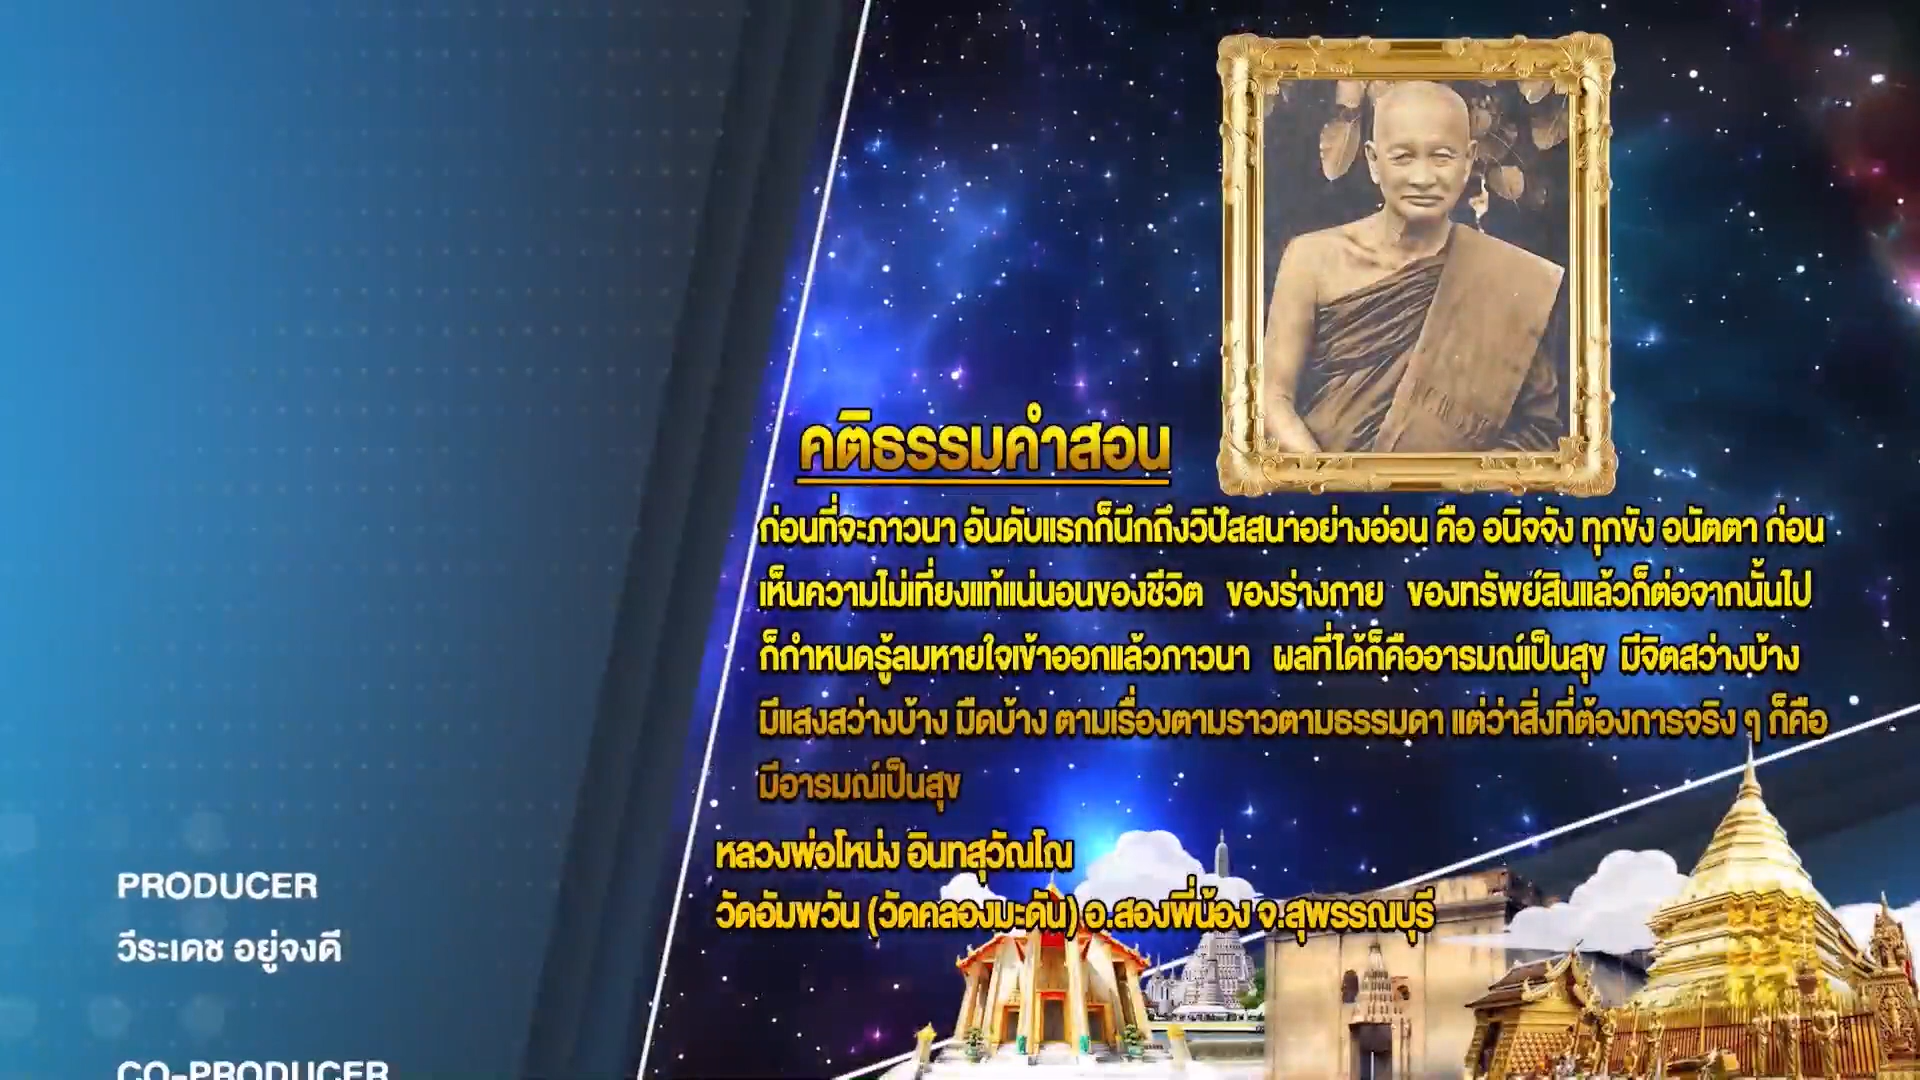 คติธรรมคำสอน
ก่อนที่จะภาวนา อันดับแรกก็นึกถึงวิปัสสนาอย่างอ่อน คือ อนิจจัง ทุกขัง อนัตตา ก่อน
เห็นความไม่เที่ยงแท้แน่นอนของชีวิต ของร่างกาย ของทรัพย์สินแล้วก็ต่อจากนั้นไป
ก็กำหนดรู้ลมหายใจเข้าออกแล้วภาวนา ผลที่ได้ก็คืออารมณ์เป็นสุข มีจิตสว่างบ้าง
มีแสงสว่างบ้าง มืดบ้าง ตามเรื่องตามราวตามธรรมดา แต่ว่าสิ่งที่ต้องการจริง ๆ ก็คือ
มีอารมณ์เป็นสุข
หลวงพ่อโหน่ง อินทสุวัณโณ
วัดอัมพวัน (วัดคลองมะดัน) อ.สองพี่น้อง จ.สุพรรณบุรี
PRODUCER
วีระเดช อยู่จงดี
CO-PRODUCER